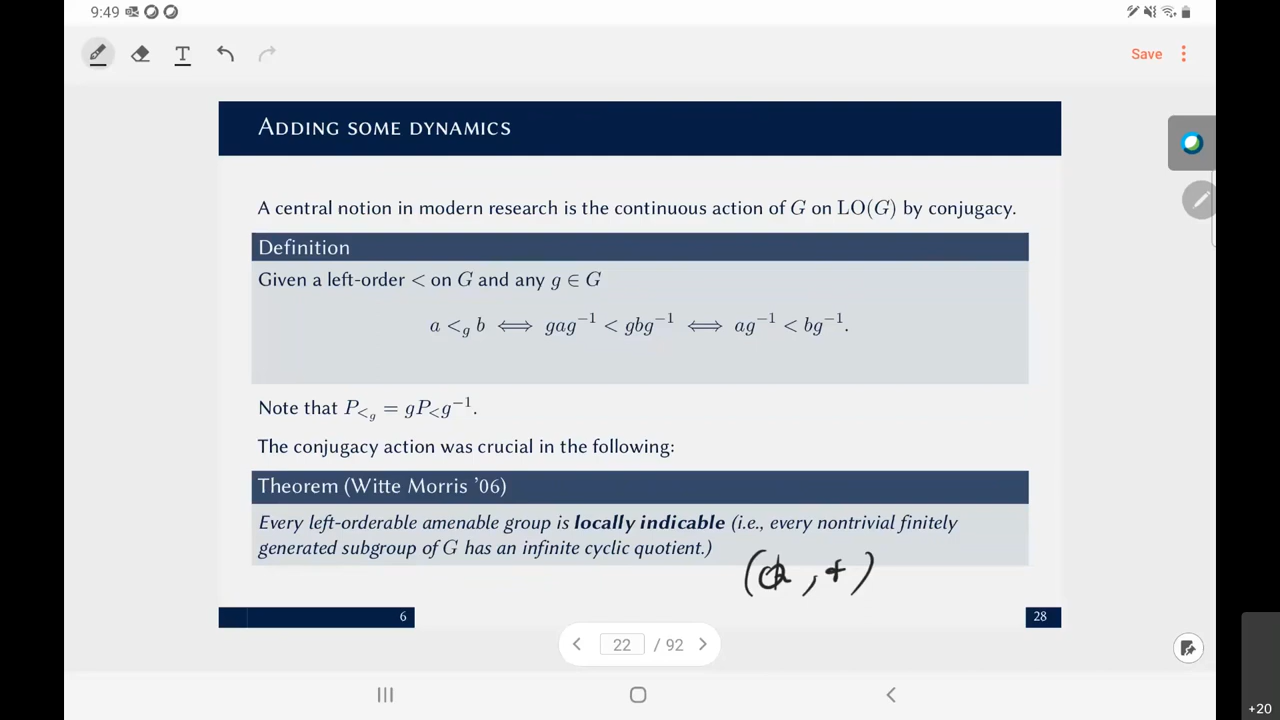 9:49
Save
ADDING SOME DYNAMICS
A central notion in modern research is the continuous action of G on LO(G) by conjugacy.
Definition
Given a left-order < on G and any g ∈ G
a <_g b ⟺ gag⁻¹ < gbg⁻¹ ⟺ ag⁻¹ < bg⁻¹.
Note that P_{<_g} = gP_<g⁻¹.
The conjugacy action was crucial in the following:
Theorem (Witte Morris ’06)
Every left-orderable amenable group is locally indicable (i.e., every nontrivial finitely
generated subgroup of G has an infinite cyclic quotient.)
(ℚ, +)
6 28
22 / 92
+20